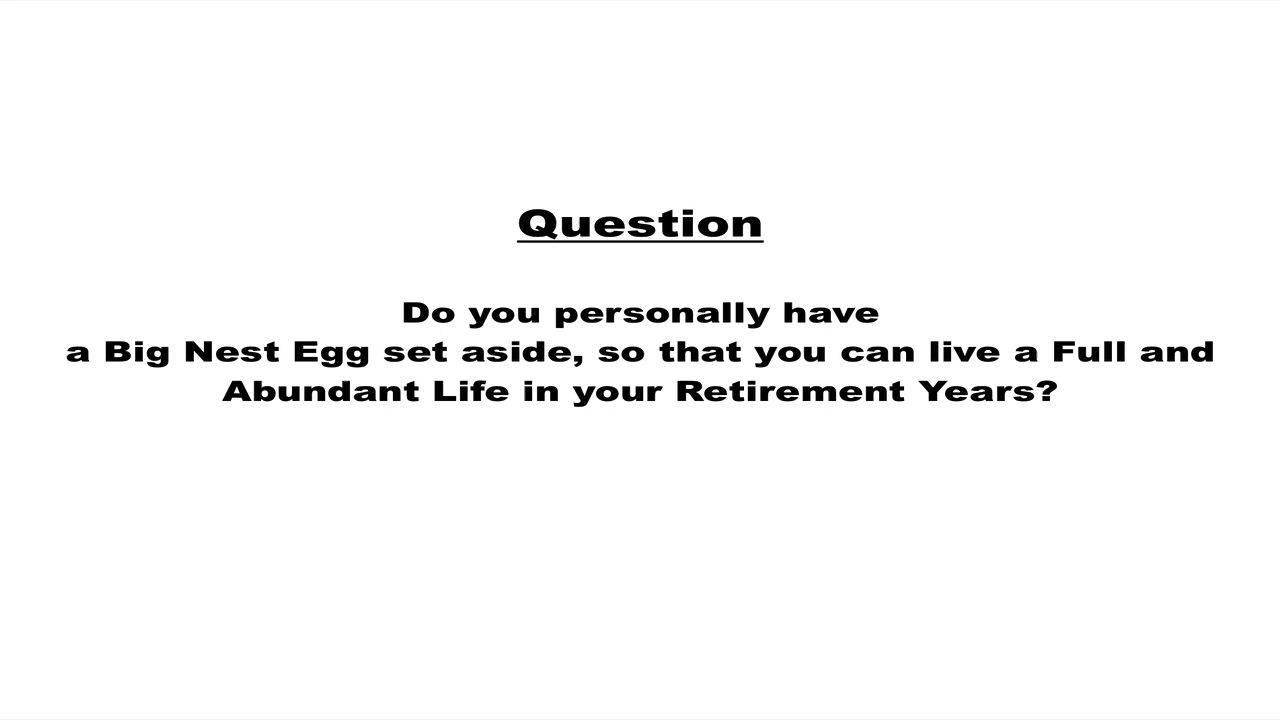 Question
Do you personally have
a Big Nest Egg set aside, so that you can live a Full and
Abundant Life in your Retirement Years?